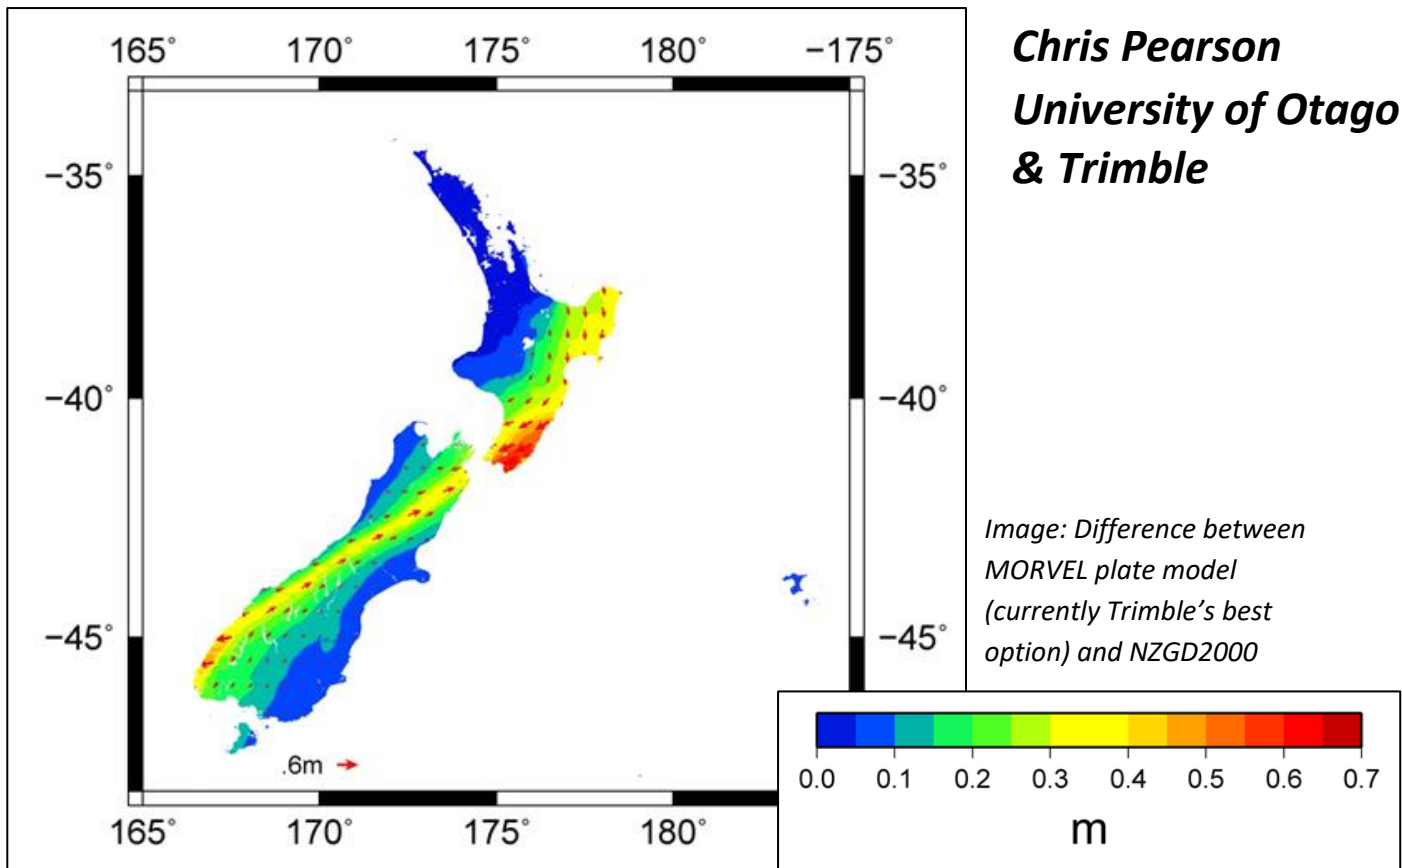 165° 170° 175° 180° −175°
Chris Pearson
University of Otago
& Trimble
−35° −35°
−40° −40°
Image: Difference between
MORVEL plate model
(currently Trimble’s best
option) and NZGD2000
−45° −45°
.6m
165° 170° 175° 180°
0.0 0.1 0.2 0.3 0.4 0.5 0.6 0.7
m